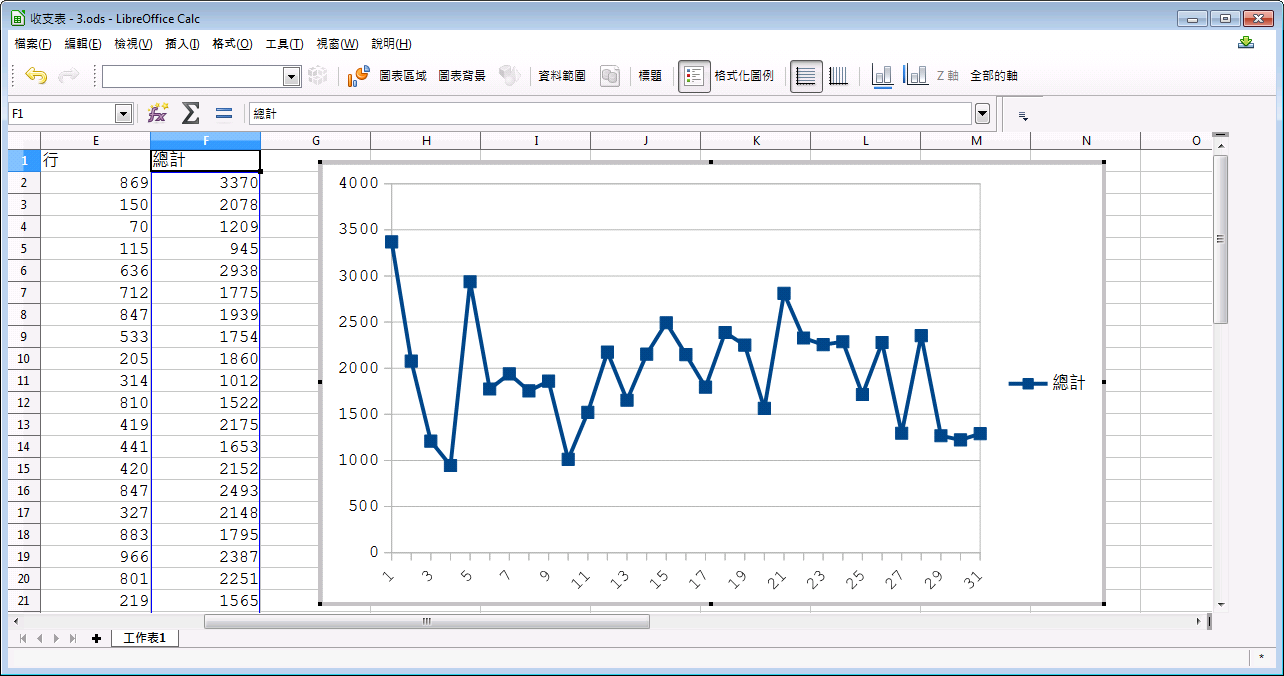 收支表 - 3.ods - LibreOffice Calc
檔案(F) 編輯(E) 檢視(V) 插入(I) 格式(O) 工具(T) 視窗(W) 說明(H)
圖表區域 圖表背景 資料範圍 標題 格式化圖例 Z 軸 全部的軸
F1 總計
E F G H I J K L M N O
1 行 總計
2 869 3370
3 150 2078
4 70 1209
5 115 945
6 636 2938
7 712 1775
8 847 1939
9 533 1754
10 205 1860
11 314 1012
12 810 1522
13 419 2175
14 441 1653
15 420 2152
16 847 2493
17 327 2148
18 883 1795
19 966 2387
20 801 2251
21 219 1565
4000
3500
3000
2500
2000
1500
1000
500
0
1 3 5 7 9 11 13 15 17 19 21 23 25 27 29 31
總計
工作表1
*